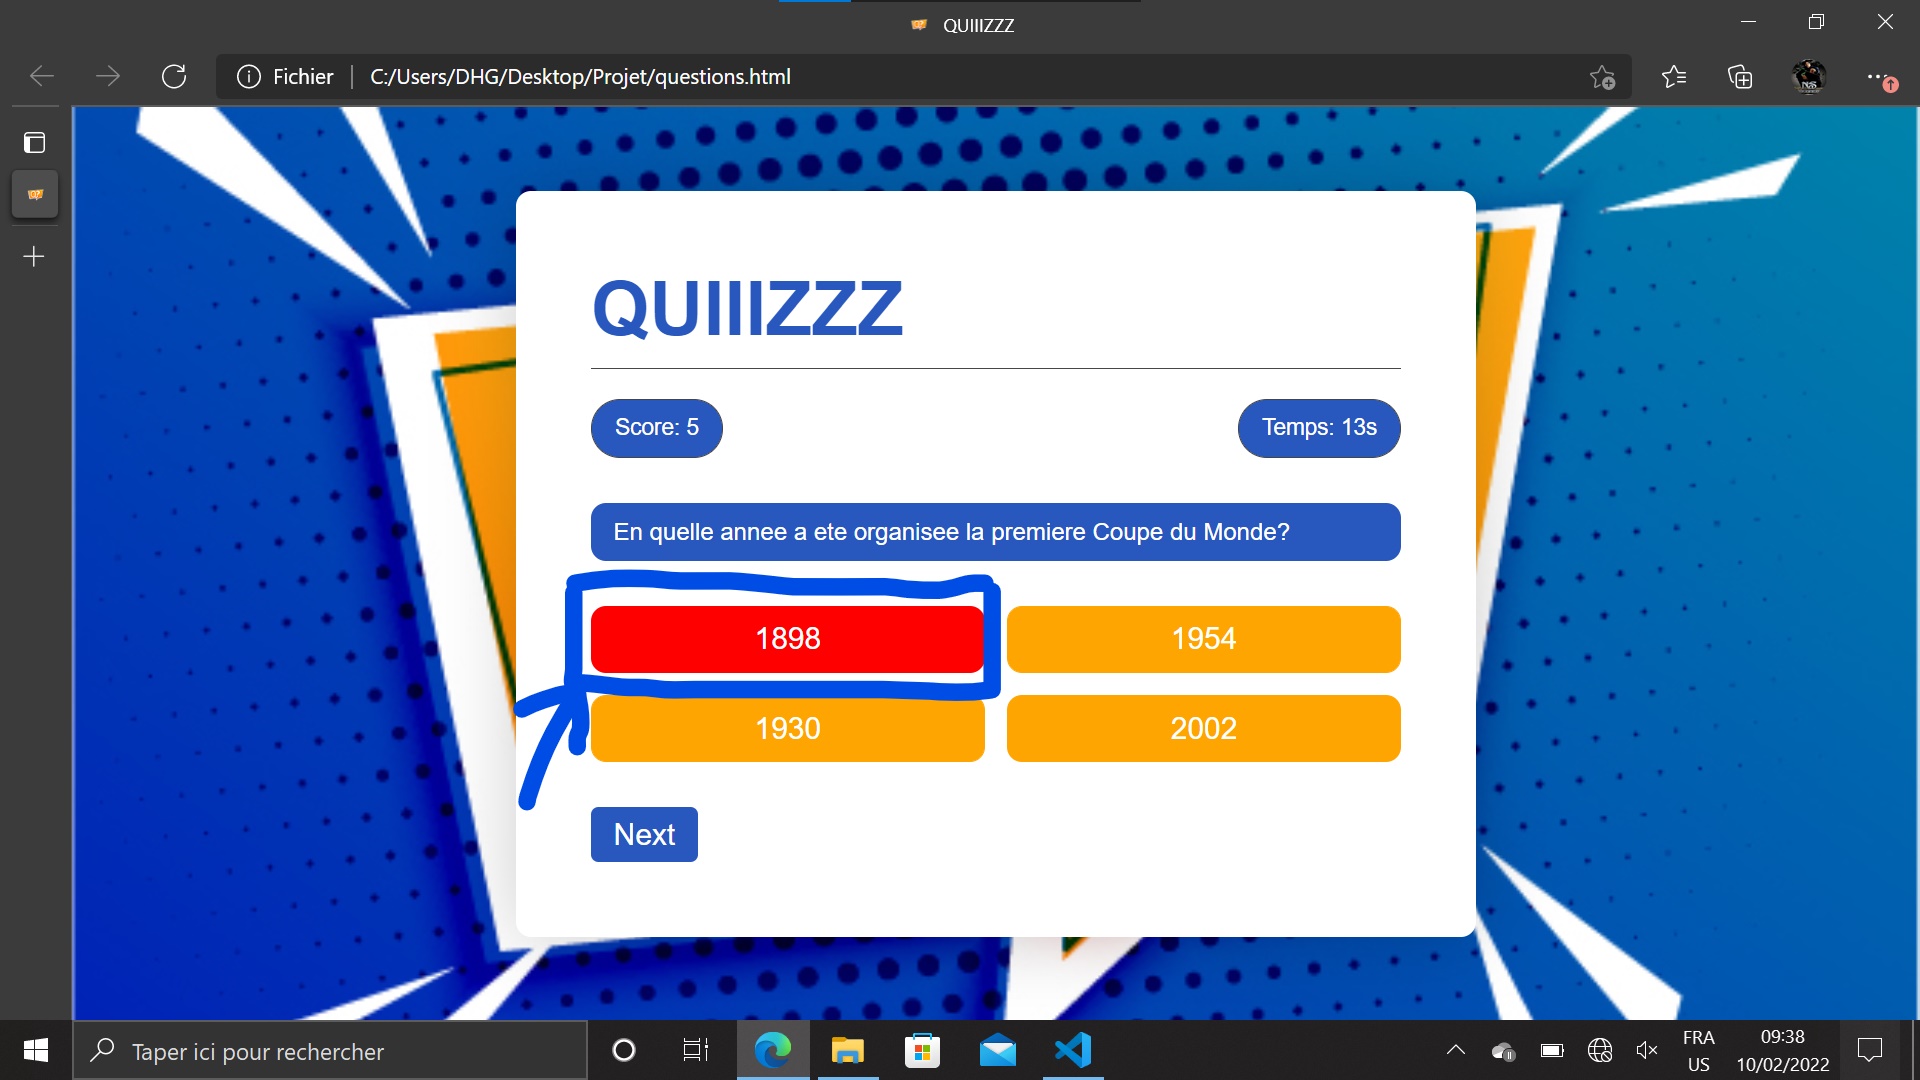 QUIIIZZZ
Fichier
C:/Users/DHG/Desktop/Projet/questions.html
QUIIIZZZ
Score: 5
Temps: 13s
En quelle annee a ete organisee la premiere Coupe du Monde?
1898
1954
1930
2002
Next
Taper ici pour rechercher
FRA
US
09:38
10/02/2022